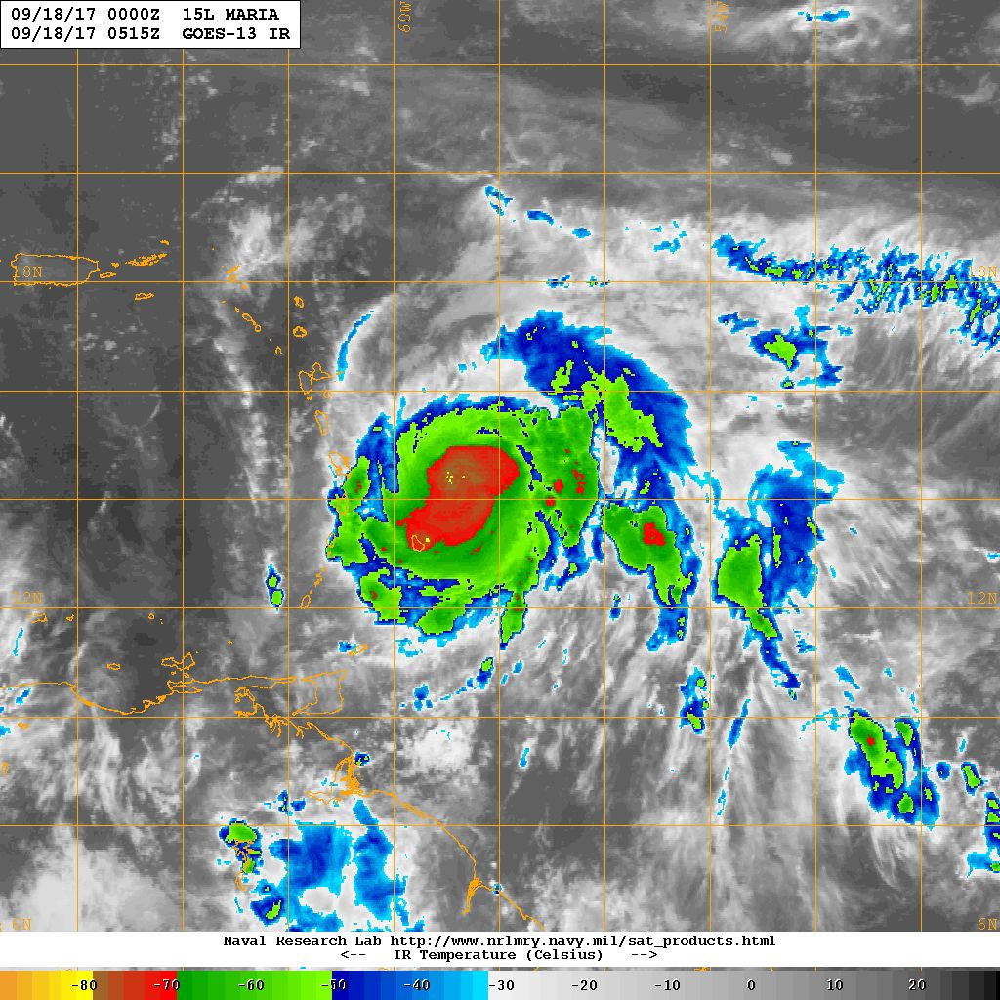 09/18/17 0000Z 15L MARIA
09/18/17 0515Z GOES-13 IR
60W
54W
18N
18N
12N
12N
6N
6N
Naval Research Lab http://www.nrlmry.navy.mil/sat_products.html
<-- IR Temperature (Celsius) -->
-80 -70 -60 -50 -40 -30 -20 -10 0 10 20